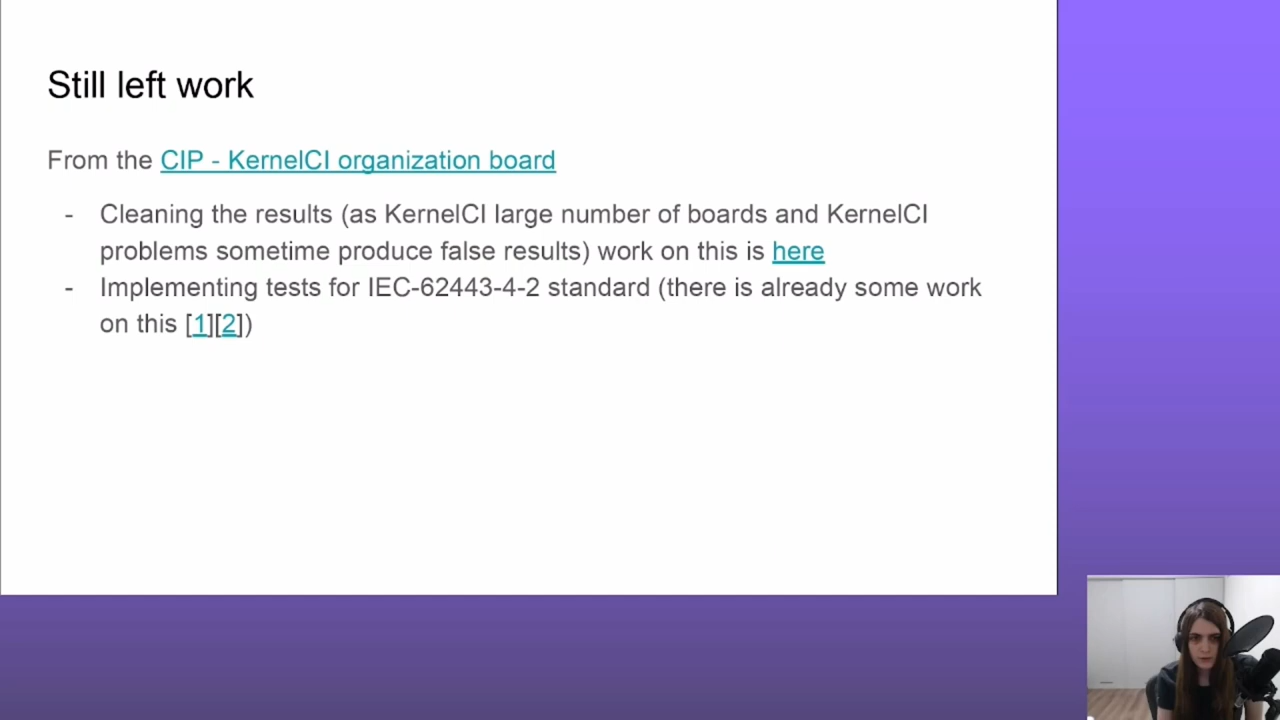 Still left work
From the CIP - KernelCI organization board
- Cleaning the results (as KernelCI large number of boards and KernelCI
problems sometime produce false results) work on this is here
- Implementing tests for IEC-62443-4-2 standard (there is already some work
on this [1][2])